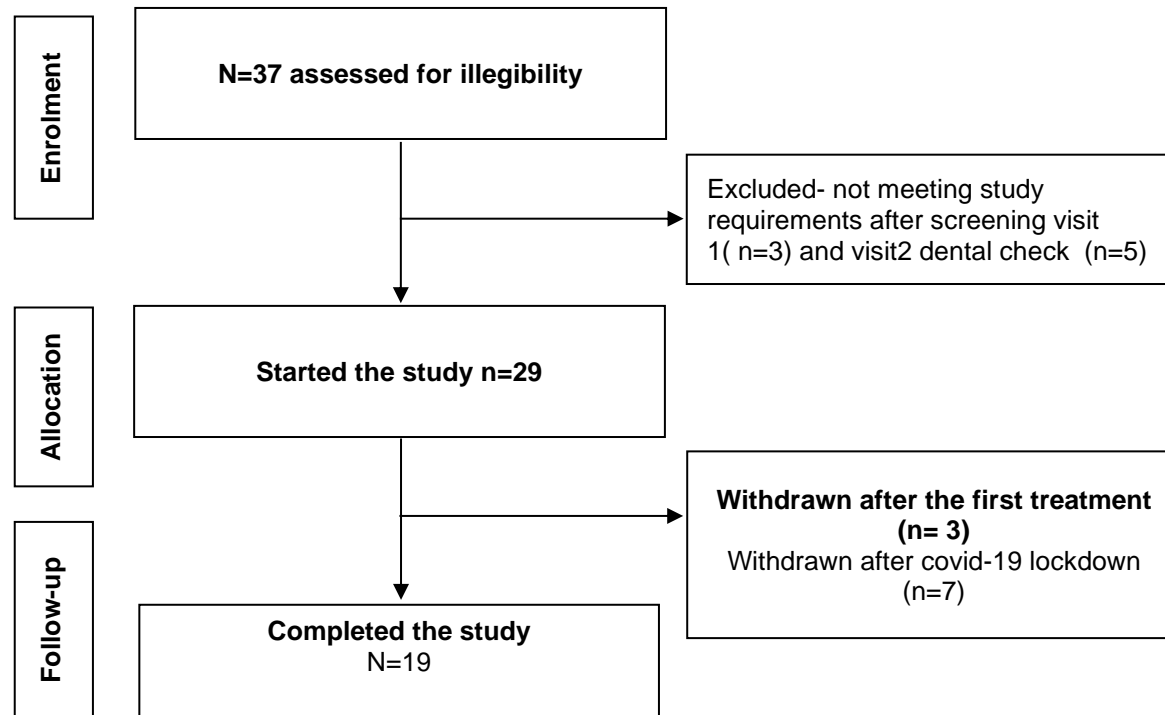 Enrolment
N=37 assessed for illegibility
Excluded- not meeting study
requirements after screening visit
1( n=3) and visit2 dental check  (n=5)
Allocation
Started the study n=29
Withdrawn after the first treatment
(n= 3)
Withdrawn after covid-19 lockdown
(n=7)
Follow-up
Completed the study
N=19